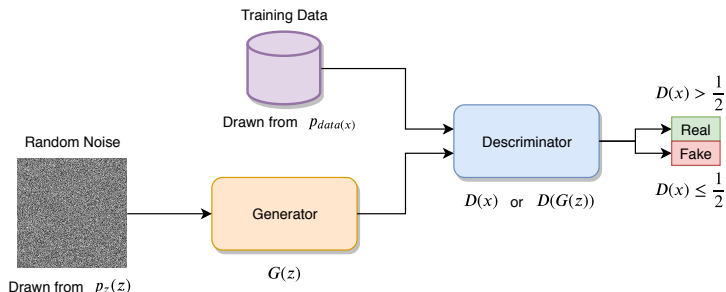 Training Data
Drawn from p_data(x)
Random Noise
Drawn from p_z(z)
Generator
G(z)
Descriminator
D(x) or D(G(z))
D(x) > 1/2
Real
Fake
D(x) ≤ 1/2